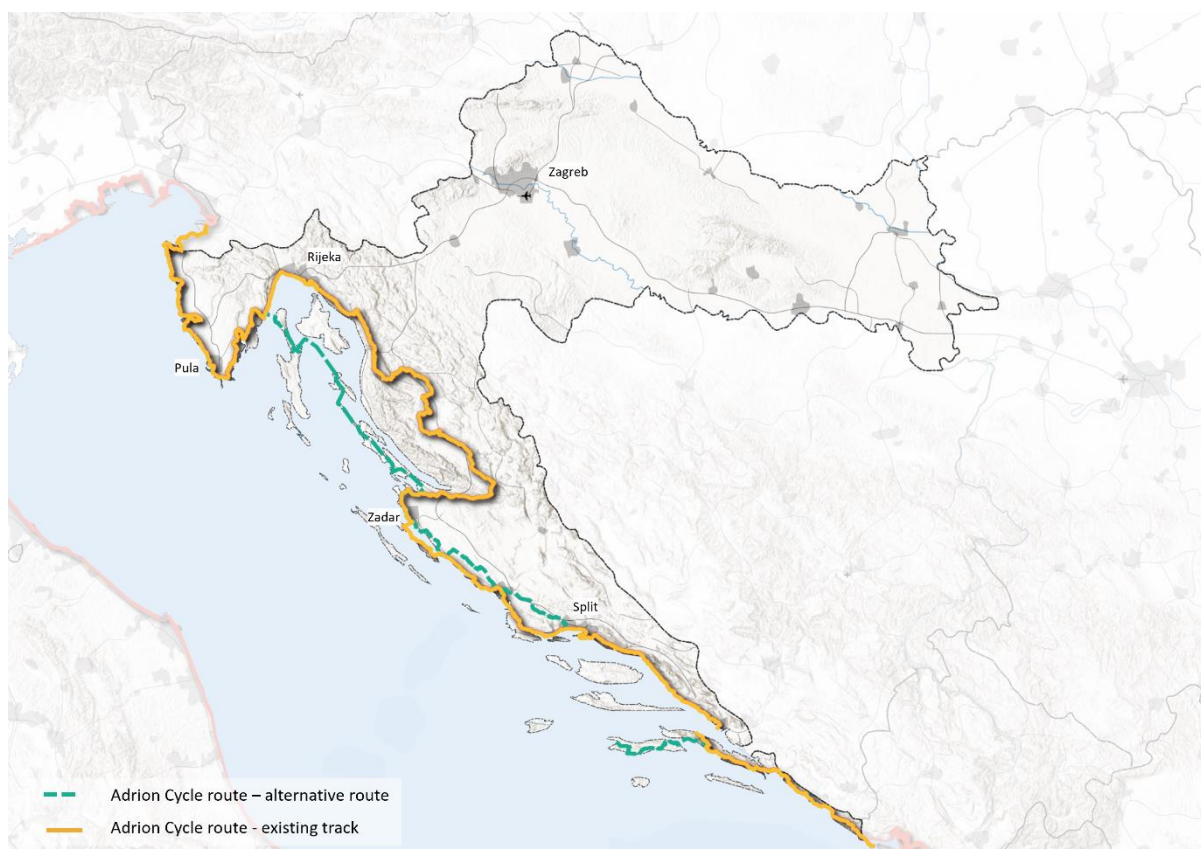 Zagreb
Rijeka
Pula
Zadar
Split
Adrion Cycle route – alternative route
Adrion Cycle route - existing track